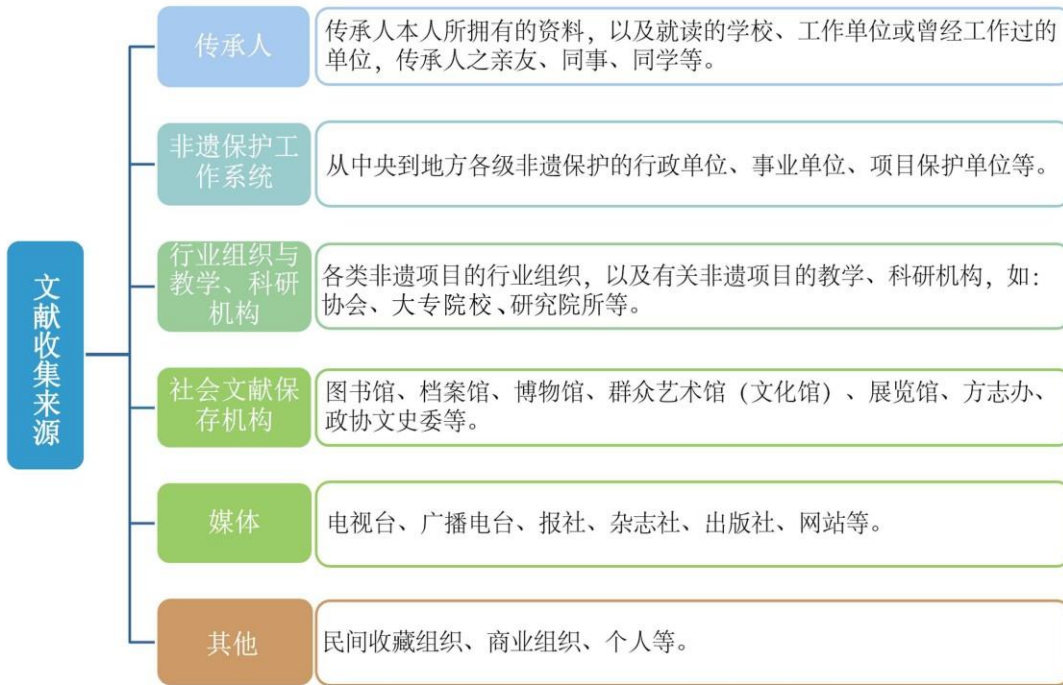 文献收集来源
传承人
传承人本人所拥有的资料，以及就读的学校、工作单位或曾经工作过的
单位，传承人之亲友、同事、同学等。
非遗保护工
作系统
从中央到地方各级非遗保护的行政单位、事业单位、项目保护单位等。
行业组织与
教学、科研
机构
各类非遗项目的行业组织，以及有关非遗项目的教学、科研机构，如：
协会、大专院校、研究院所等。
社会文献保
存机构
图书馆、档案馆、博物馆、群众艺术馆（文化馆）、展览馆、方志办、
政协文史委等。
媒体
电视台、广播电台、报社、杂志社、出版社、网站等。
其他
民间收藏组织、商业组织、个人等。